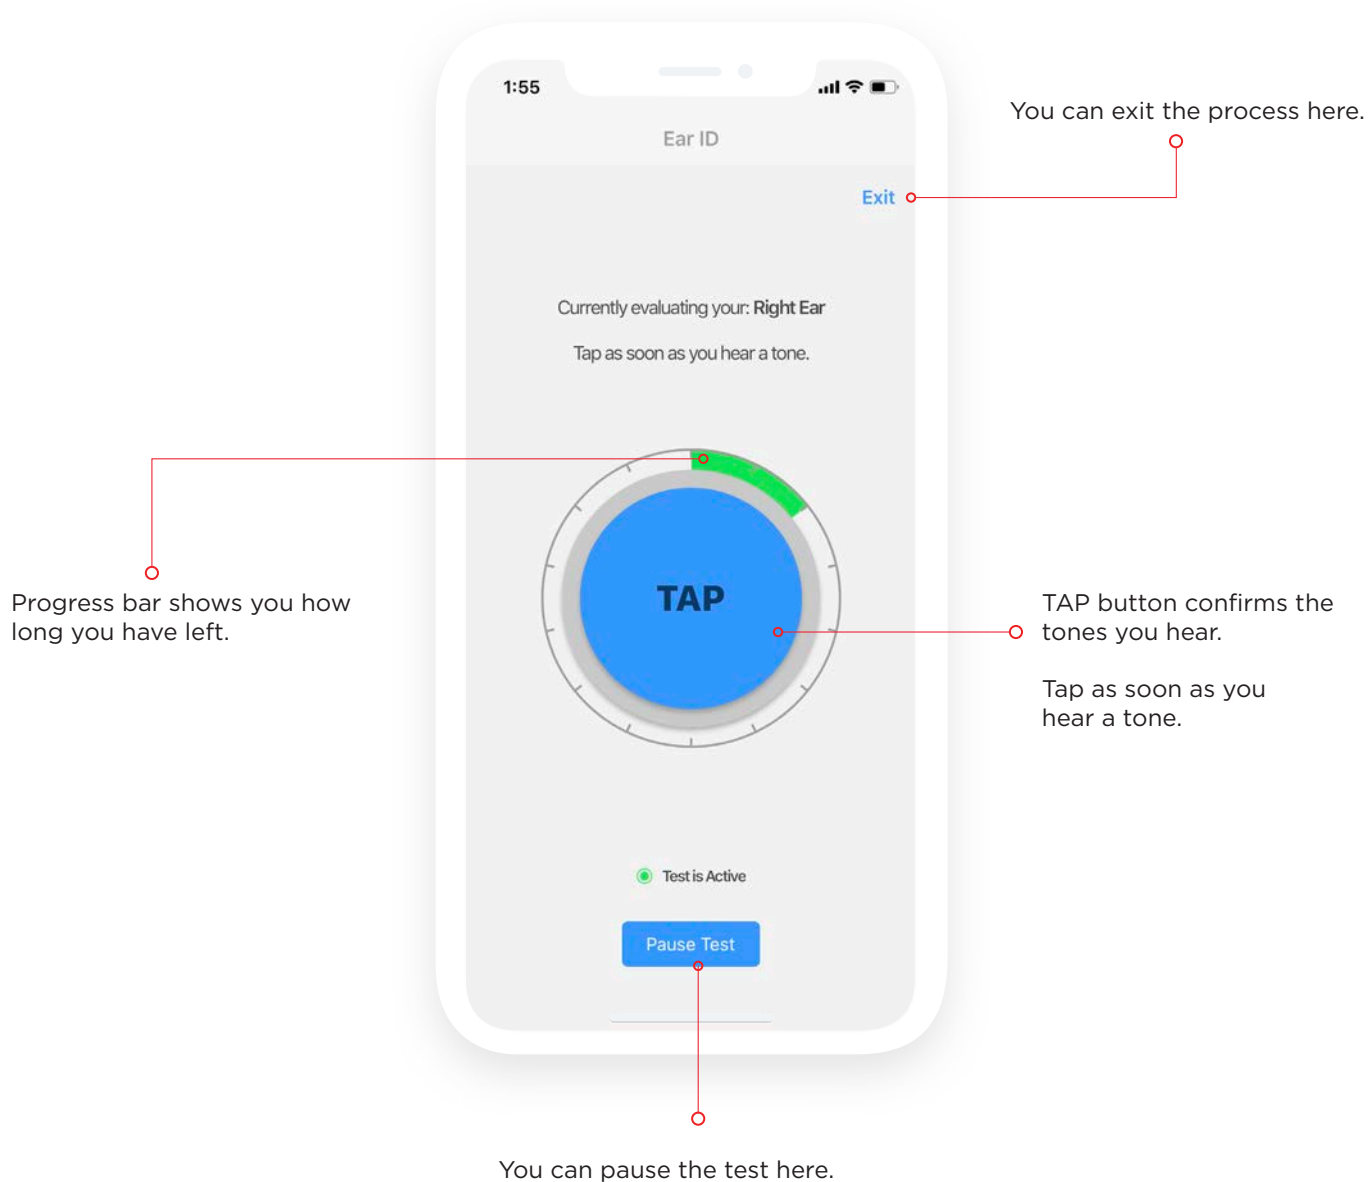 1:55
You can exit the process here.
Ear ID
Exit
Currently evaluating your: Right Ear
Tap as soon as you hear a tone.
TAP
Progress bar shows you how
long you have left.
TAP button confirms the
tones you hear.
Tap as soon as you
hear a tone.
Test is Active
Pause Test
You can pause the test here.